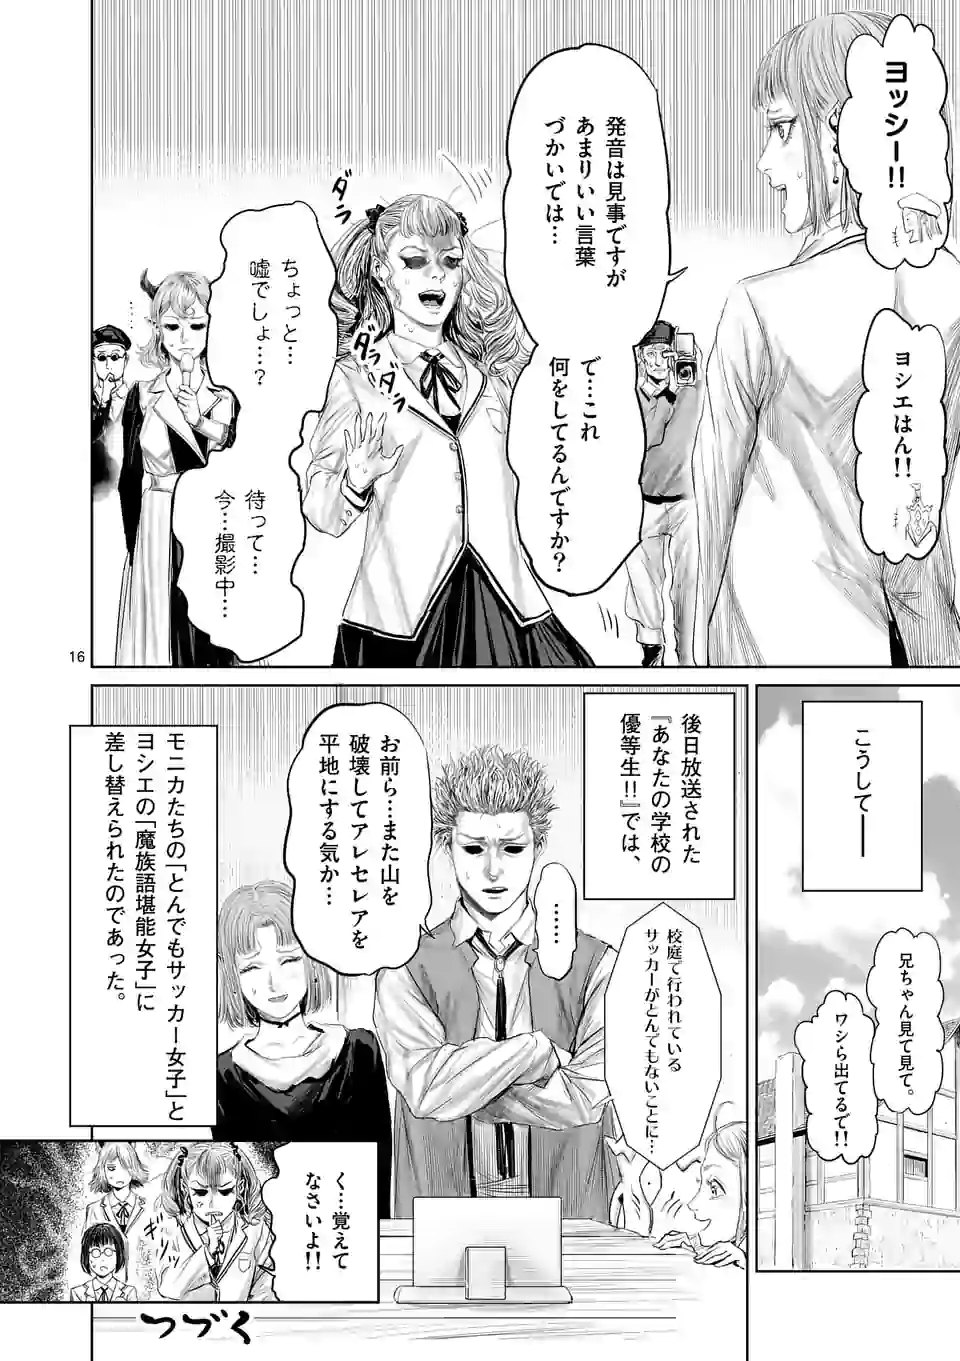 ヨッシー!!
ヨシエはん!!
発音は見事ですが
あまりいい言葉
づかいでは…
で…これ
何をしてるんですか?
ダラ
ダラダラ
ちょっと…
嘘でしょ…?
待って…
今…撮影中…
……
16
こうして──
兄ちゃん見て見て。
ワシら出てるで!!
後日放送された
『あなたの学校の
優等生!!』では、
校庭で行われている
サッカーがとんでもないことに…
……
お前ら…また山を
破壊してアレセレアを
平地にする気か…
モニカたちの「とんでもサッカー女子」と
ヨシエの「魔族語堪能女子」に
差し替えられたのであった。
く…覚えて
なさいよ!!
ギリッ
つづく